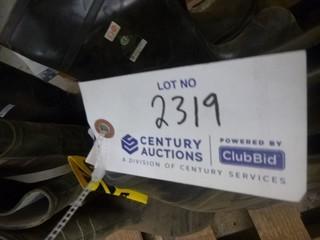 LOT NO
2319
CENTURY AUCTIONS
POWERED BY
ClubBid
A DIVISION OF CENTURY SERVICES